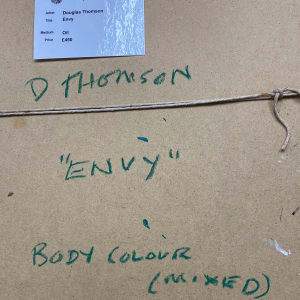 Artist Douglas Thomson
Title Envy
Medium Oil
Price £450
D THOMSON
"ENVY"
BODY COLOUR
(MIXED)